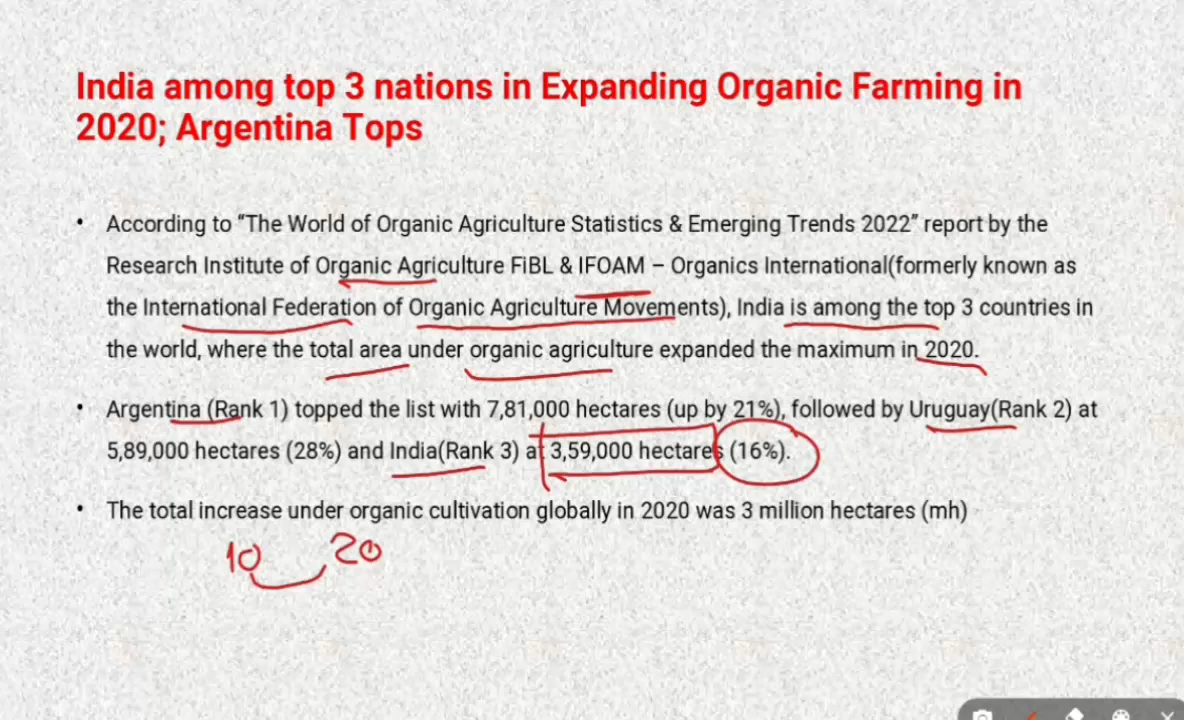 India among top 3 nations in Expanding Organic Farming in
2020; Argentina Tops
• According to “The World of Organic Agriculture Statistics & Emerging Trends 2022” report by the
Research Institute of Organic Agriculture FiBL & IFOAM – Organics International(formerly known as
the International Federation of Organic Agriculture Movements), India is among the top 3 countries in
the world, where the total area under organic agriculture expanded the maximum in 2020.
• Argentina (Rank 1) topped the list with 7,81,000 hectares (up by 21%), followed by Uruguay(Rank 2) at
5,89,000 hectares (28%) and India(Rank 3) at 3,59,000 hectares (16%).
• The total increase under organic cultivation globally in 2020 was 3 million hectares (mh)
10 20